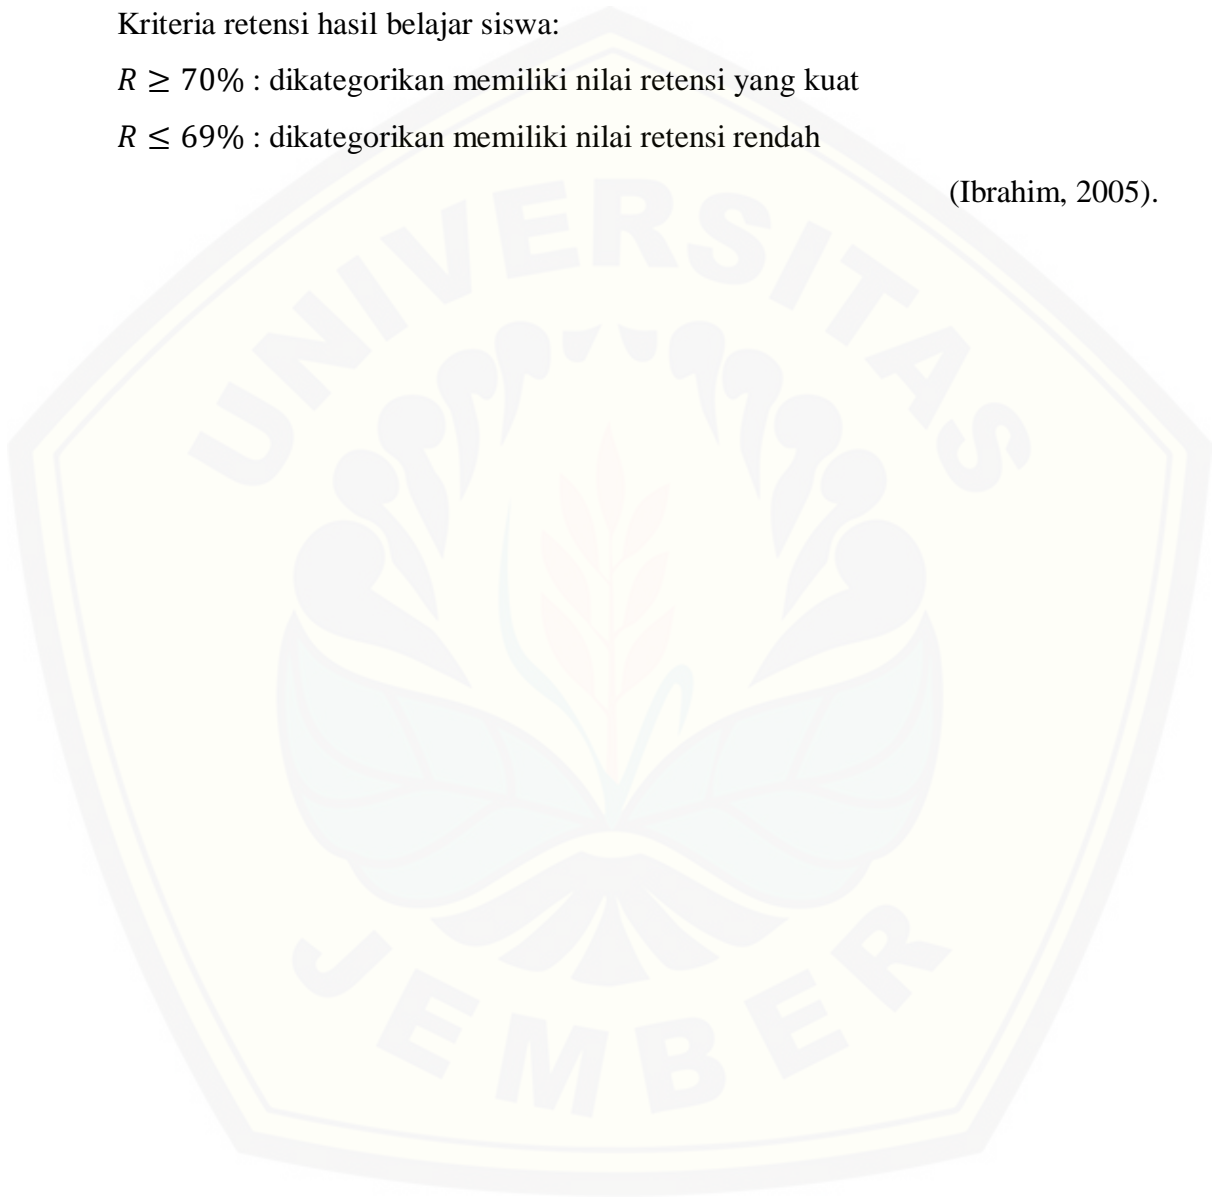 Kriteria retensi hasil belajar siswa:
R ≥ 70% : dikategorikan memiliki nilai retensi yang kuat
R ≤ 69% : dikategorikan memiliki nilai retensi rendah
(Ibrahim, 2005).
UNIVERSITAS
JEMBER